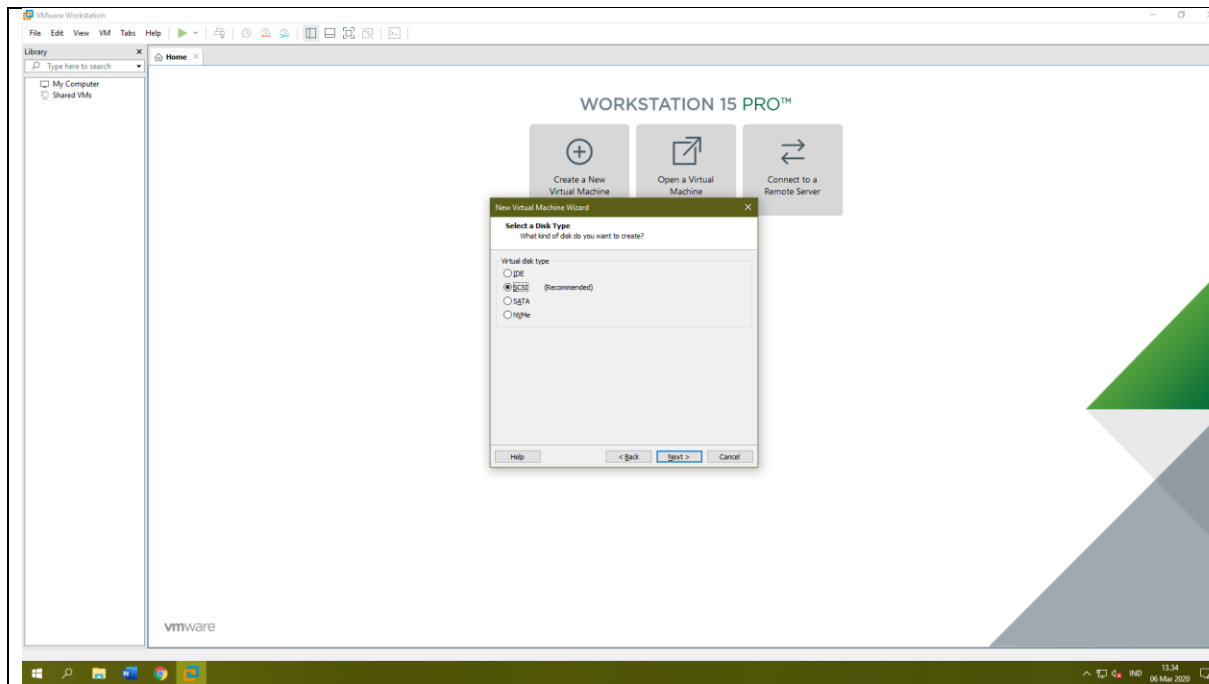 VMware Workstation
File Edit View VM Tabs Help
Library
Home
Type here to search
My Computer
Shared VMs
WORKSTATION 15 PRO™
Create a New
Virtual Machine
Open a Virtual
Machine
Connect to a
Remote Server
New Virtual Machine Wizard
Select a Disk Type
What kind of disk do you want to create?
Virtual disk type
IDE
SCSI (Recommended)
SATA
NVMe
Help < Back Next > Cancel
vmware
IND
13.34
06 Mar 2020